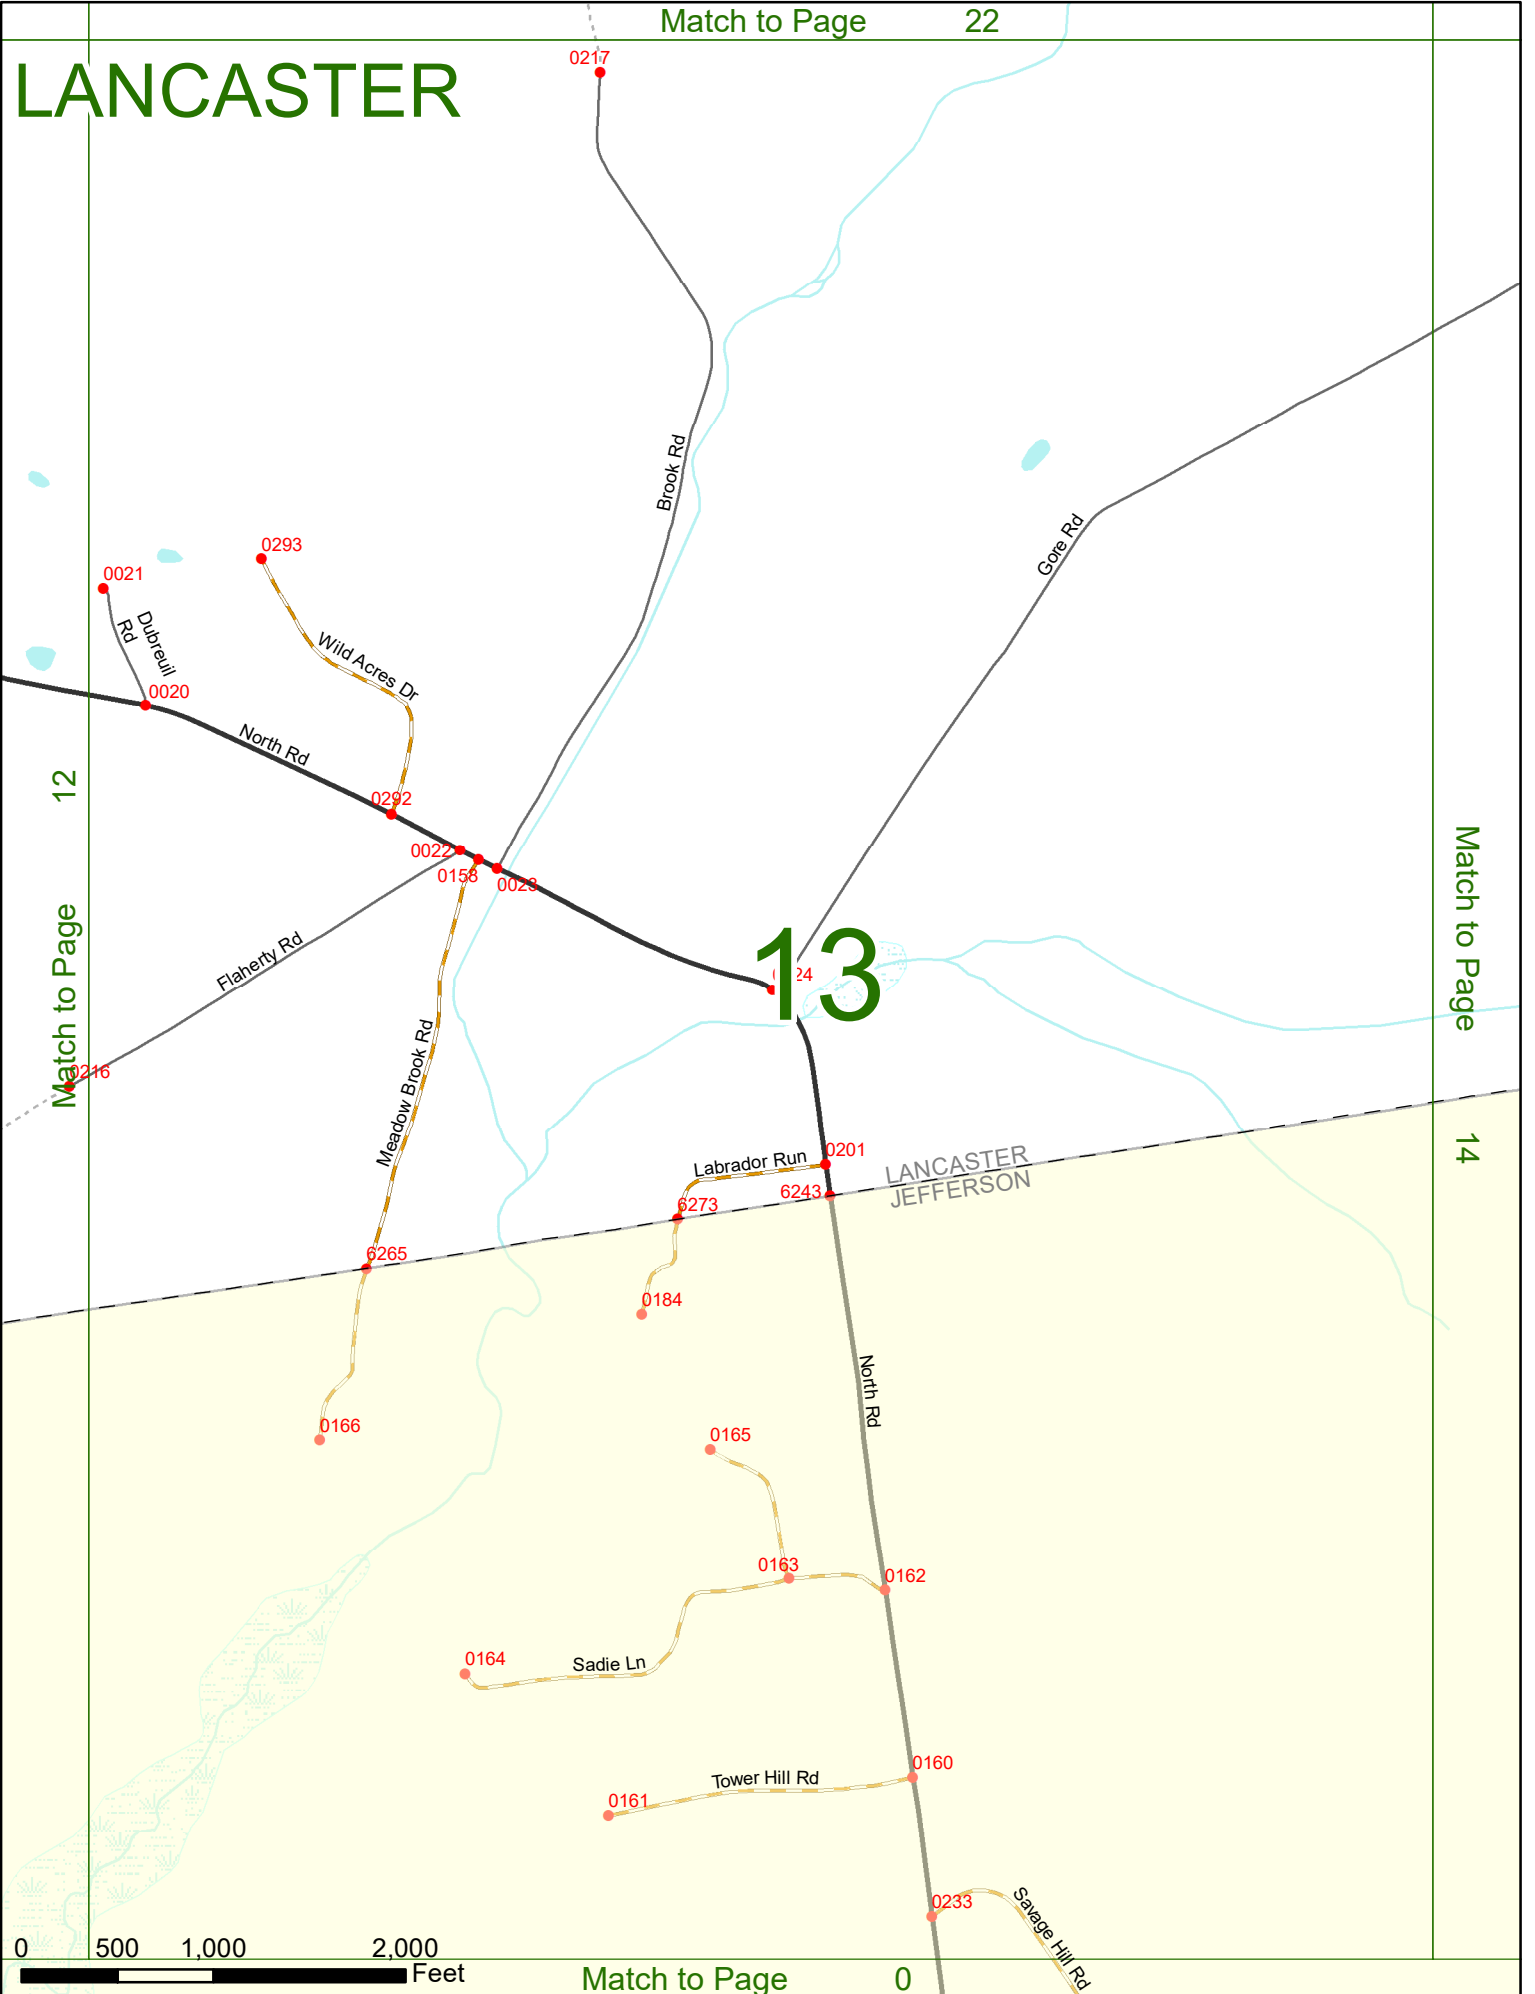 Match to Page 22
LANCASTER
0217
Brook Rd
Gore Rd
0293
0021
Dubreuil
Rd
Wild Acres Dr
0020
North Rd
12
Match to Page
0292
0022
0158
0023
Flaherty Rd
13
24
Match to Page
14
0216
Meadow Brook Rd
Labrador Run
0201
LANCASTER
JEFFERSON
6243
6273
6265
0184
North Rd
0166
0165
0163
0162
0164
Sadie Ln
0160
Tower Hill Rd
0161
0233
Savage Hill Rd
0 500 1,000 2,000
Feet
Match to Page 0